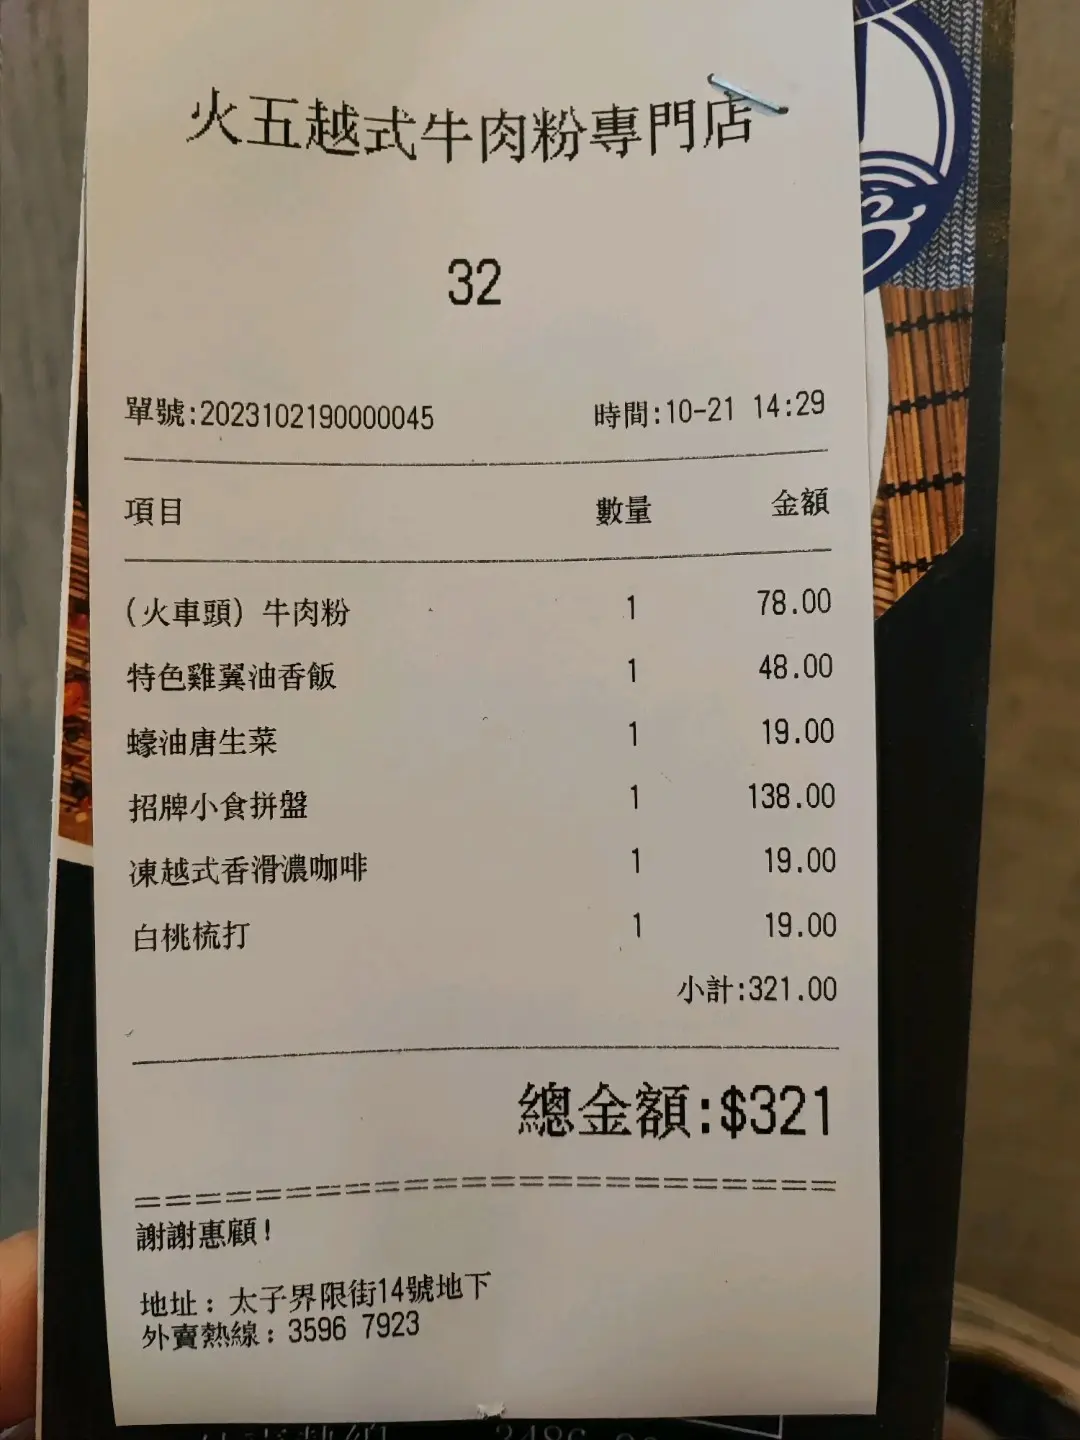 火五越式牛肉粉專門店
32
單號:2023102190000045 時間:10-21 14:29
項目 數量 金額
(火車頭) 牛肉粉 1 78.00
特色雞翼油香飯 1 48.00
蠔油唐生菜 1 19.00
招牌小食拼盤 1 138.00
凍越式香滑濃咖啡 1 19.00
白桃梳打 1 19.00
小計:321.00
總金額:$321
==========================
謝謝惠顧!
地址: 太子界限街14號地下
外賣熱線: 3596 7923